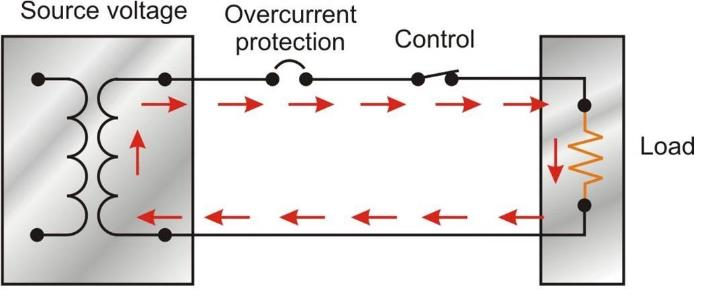 Source voltage
Overcurrent
protection
Control
Load